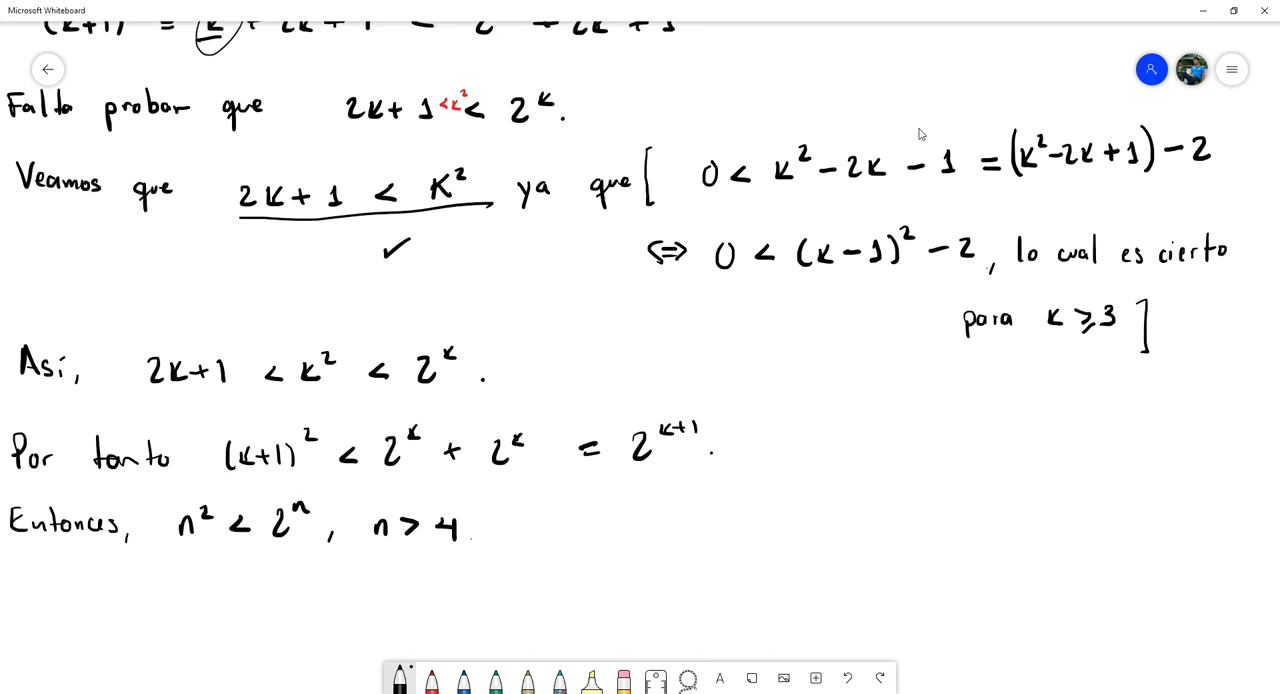 Microsoft Whiteboard
Falta probar que 2k+1 <k² < 2^k.
Veamos que 2k+1 < k² ya que [ 0 < k² - 2k - 1 = (k²-2k+1) - 2
⇔ 0 < (k-1)² - 2, lo cual es cierto
para k ⩾ 3 ]
Así, 2k+1 < k² < 2^k.
Por tanto (k+1)² < 2^k + 2^k = 2^(k+1).
Entonces, n² < 2^n, n > 4.
A